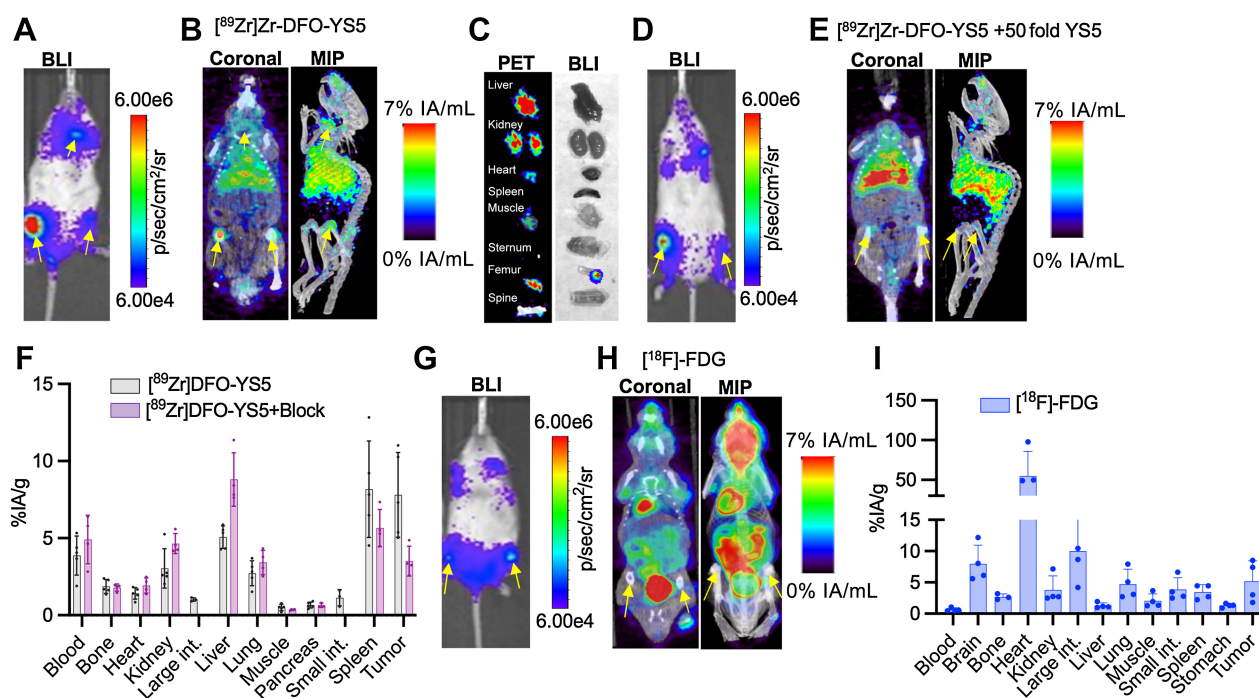 A
BLI
6.00e6
p/sec/cm²/sr
6.00e4
B
[⁸⁹Zr]Zr-DFO-YS5
Coronal MIP
7% IA/mL
0% IA/mL
C
PET BLI
Liver
Kidney
Heart
Spleen
Muscle
Sternum
Femur
Spine
D
BLI
6.00e6
p/sec/cm²/sr
6.00e4
E
[⁸⁹Zr]Zr-DFO-YS5 +50 fold YS5
Coronal MIP
7% IA/mL
0% IA/mL
F
[⁸⁹Zr]DFO-YS5
[⁸⁹Zr]DFO-YS5+Block
%IA/g
15
10
5
0
Blood
Bone
Heart
Kidney
Large int.
Liver
Lung
Muscle
Pancreas
Small int.
Spleen
Tumor
G
BLI
6.00e6
p/sec/cm²/sr
6.00e4
H
[¹⁸F]-FDG
Coronal MIP
7% IA/mL
0% IA/mL
I
[¹⁸F]-FDG
%IA/g
150
100
50
15
10
5
0
Blood
Brain
Bone
Heart
Kidney
Large Int.
Liver
Lung
Muscle
Small int.
Spleen
Stomach
Tumor